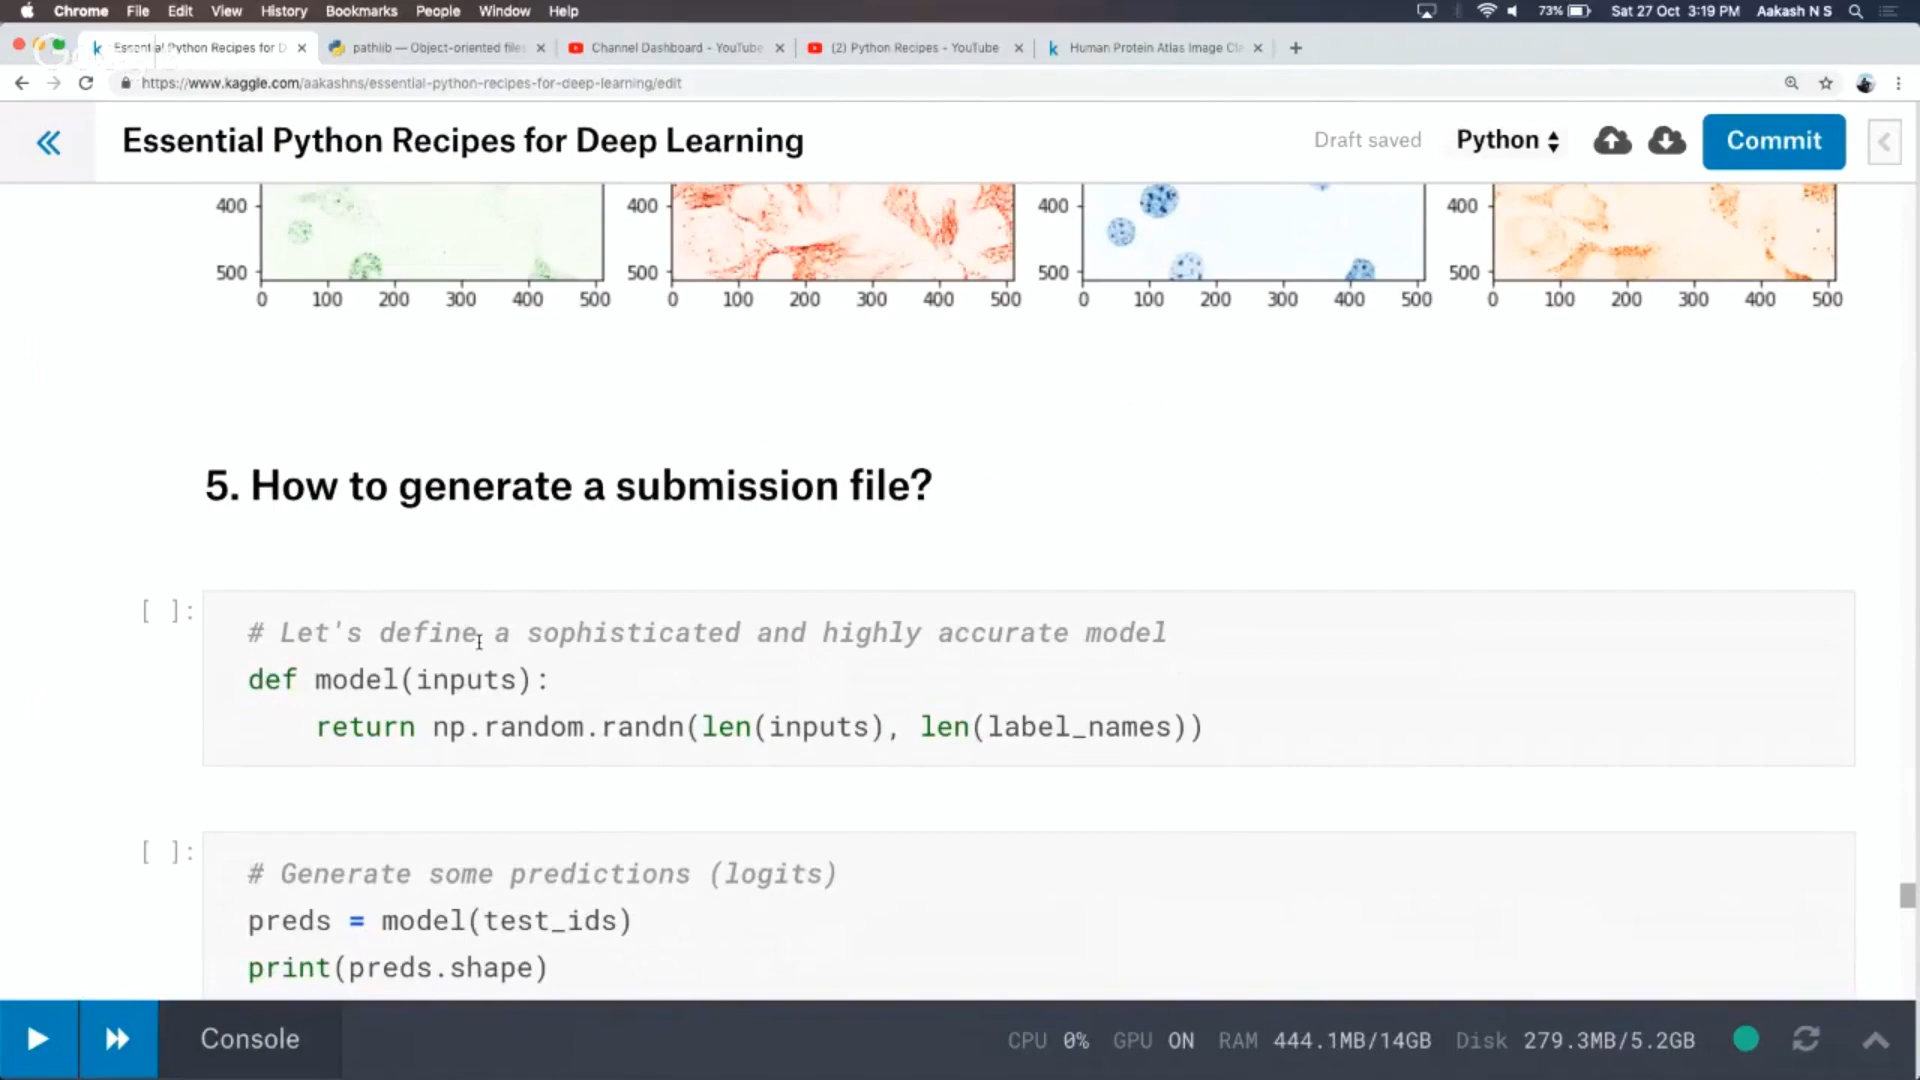 Chrome File Edit View History Bookmarks People Window Help 73% Sat 27 Oct 3:19 PM Aakash N S
Essential Python Recipes for D pathlib — Object-oriented files Channel Dashboard - YouTube (2) Python Recipes - YouTube Human Protein Atlas Image Cla
https://www.kaggle.com/aakashns/essential-python-recipes-for-deep-learning/edit
Essential Python Recipes for Deep Learning Draft saved Python Commit
400 400 400 400
500 500 500 500
0 100 200 300 400 500 0 100 200 300 400 500 0 100 200 300 400 500 0 100 200 300 400 500
5. How to generate a submission file?
[ ]: # Let's define a sophisticated and highly accurate model
def model(inputs):
return np.random.randn(len(inputs), len(label_names))
[ ]: # Generate some predictions (logits)
preds = model(test_ids)
print(preds.shape)
Console CPU 0% GPU ON RAM 444.1MB/14GB Disk 279.3MB/5.2GB